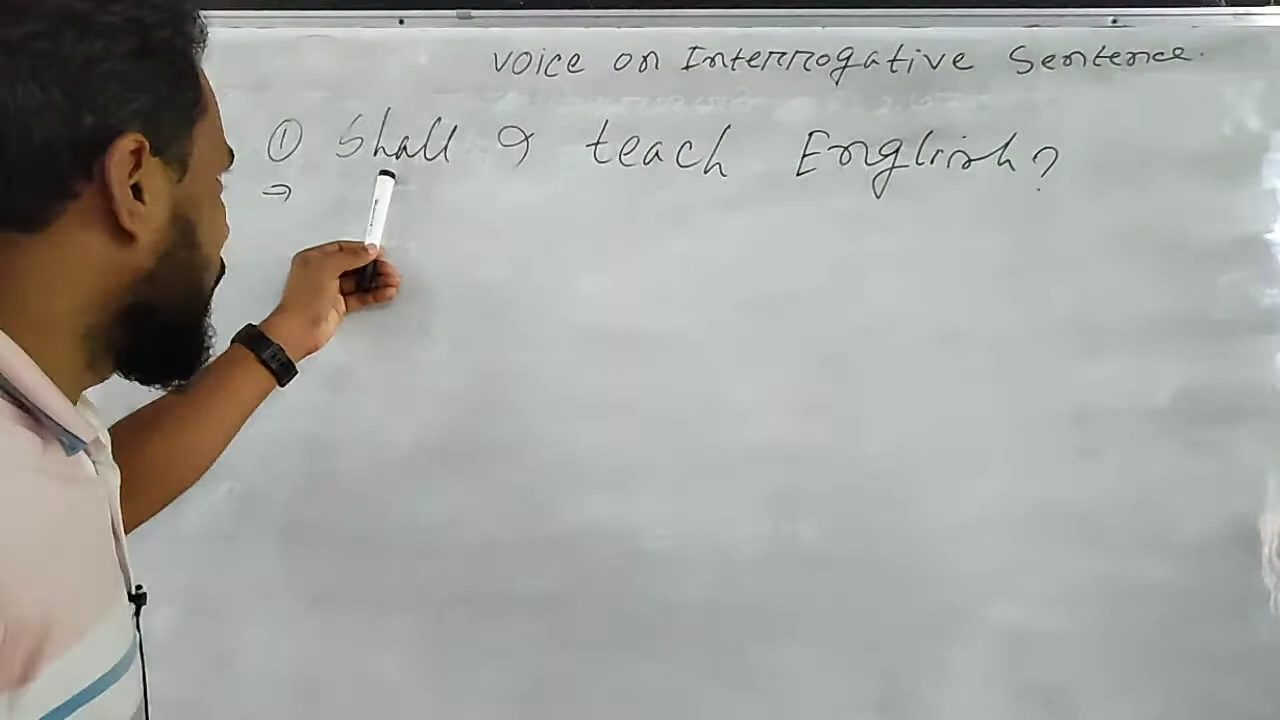 Voice on Interrogative Sentence.
① Shall I teach English?
⇒